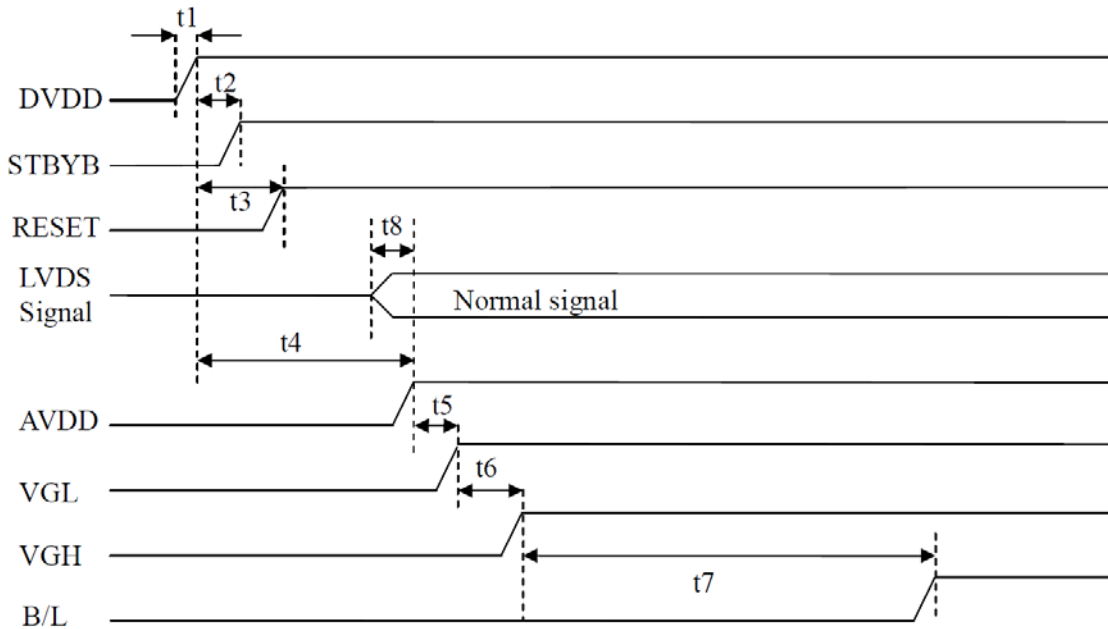 t1
DVDD
t2
STBYB
t3
RESET
t8
LVDS
Signal
Normal signal
t4
AVDD
t5
VGL
t6
VGH
t7
B/L